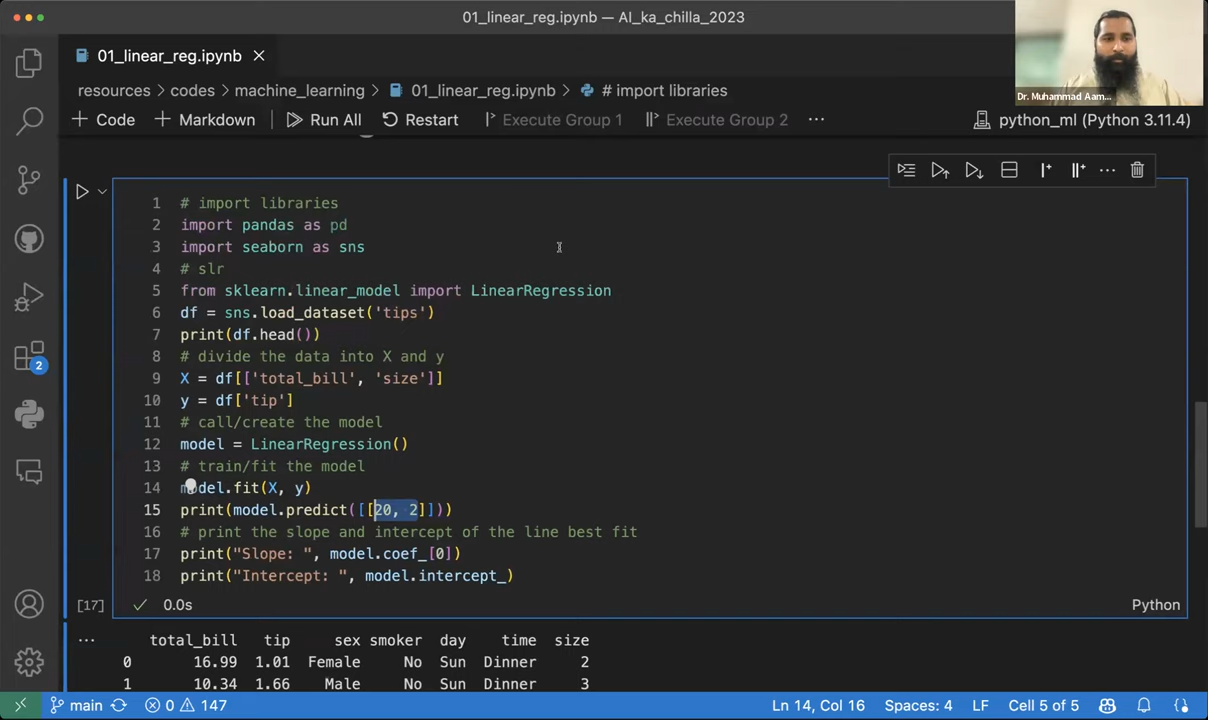 01_linear_reg.ipynb — AI_ka_chilla_2023
01_linear_reg.ipynb
resources > codes > machine_learning > 01_linear_reg.ipynb > # import libraries
+ Code + Markdown Run All Restart Execute Group 1 Execute Group 2 ... python_ml (Python 3.11.4)
Dr. Muhammad Aam...
1 # import libraries
2 import pandas as pd
3 import seaborn as sns
4 # slr
5 from sklearn.linear_model import LinearRegression
6 df = sns.load_dataset('tips')
7 print(df.head())
8 # divide the data into X and y
9 X = df[['total_bill', 'size']]
10 y = df['tip']
11 # call/create the model
12 model = LinearRegression()
13 # train/fit the model
14 model.fit(X, y)
15 print(model.predict([[20, 2]]))
16 # print the slope and intercept of the line best fit
17 print("Slope: ", model.coef_[0])
18 print("Intercept: ", model.intercept_)
[17] 0.0s Python
... total_bill tip sex smoker day time size
0 16.99 1.01 Female No Sun Dinner 2
1 10.34 1.66 Male No Sun Dinner 3
2
main 0 147 Ln 14, Col 16 Spaces: 4 LF Cell 5 of 5